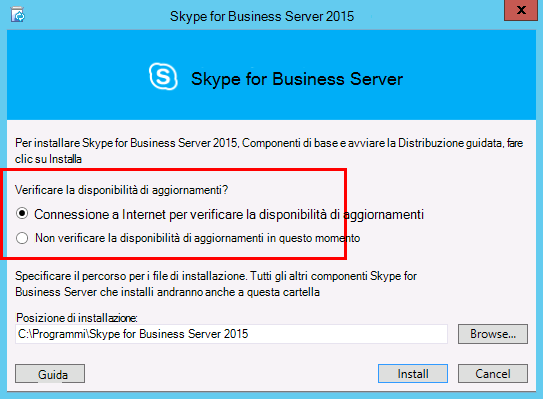 Skype for Business Server 2015
x
Skype for Business Server
Per installare Skype for Business Server 2015, Componenti di base e avviare la Distribuzione guidata, fare
clic su Installa
Verificare la disponibilità di aggiornamenti?
Connessione a Internet per verificare la disponibilità di aggiornamenti
Non verificare la disponibilità di aggiornamenti in questo momento
Specificare il percorso per i file di installazione. Tutti gli altri componenti Skype for
Business Server che installi andranno anche a questa cartella
Posizione di installazione:
C:\Programmi\Skype for Business Server 2015
Browse...
Guida
Install
Cancel